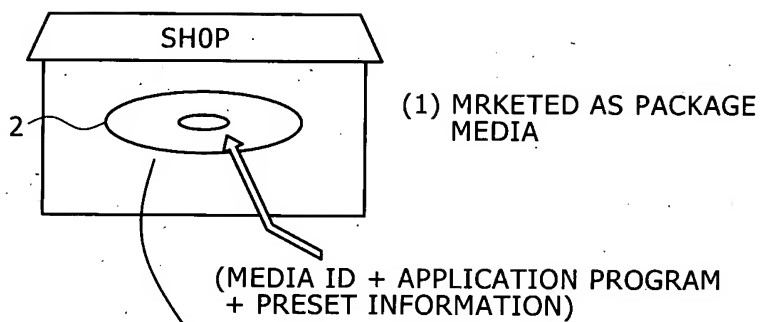 SHOP
2
(1) MRKETED AS PACKAGE
MEDIA
(MEDIA ID + APPLICATION PROGRAM
+ PRESET INFORMATION)